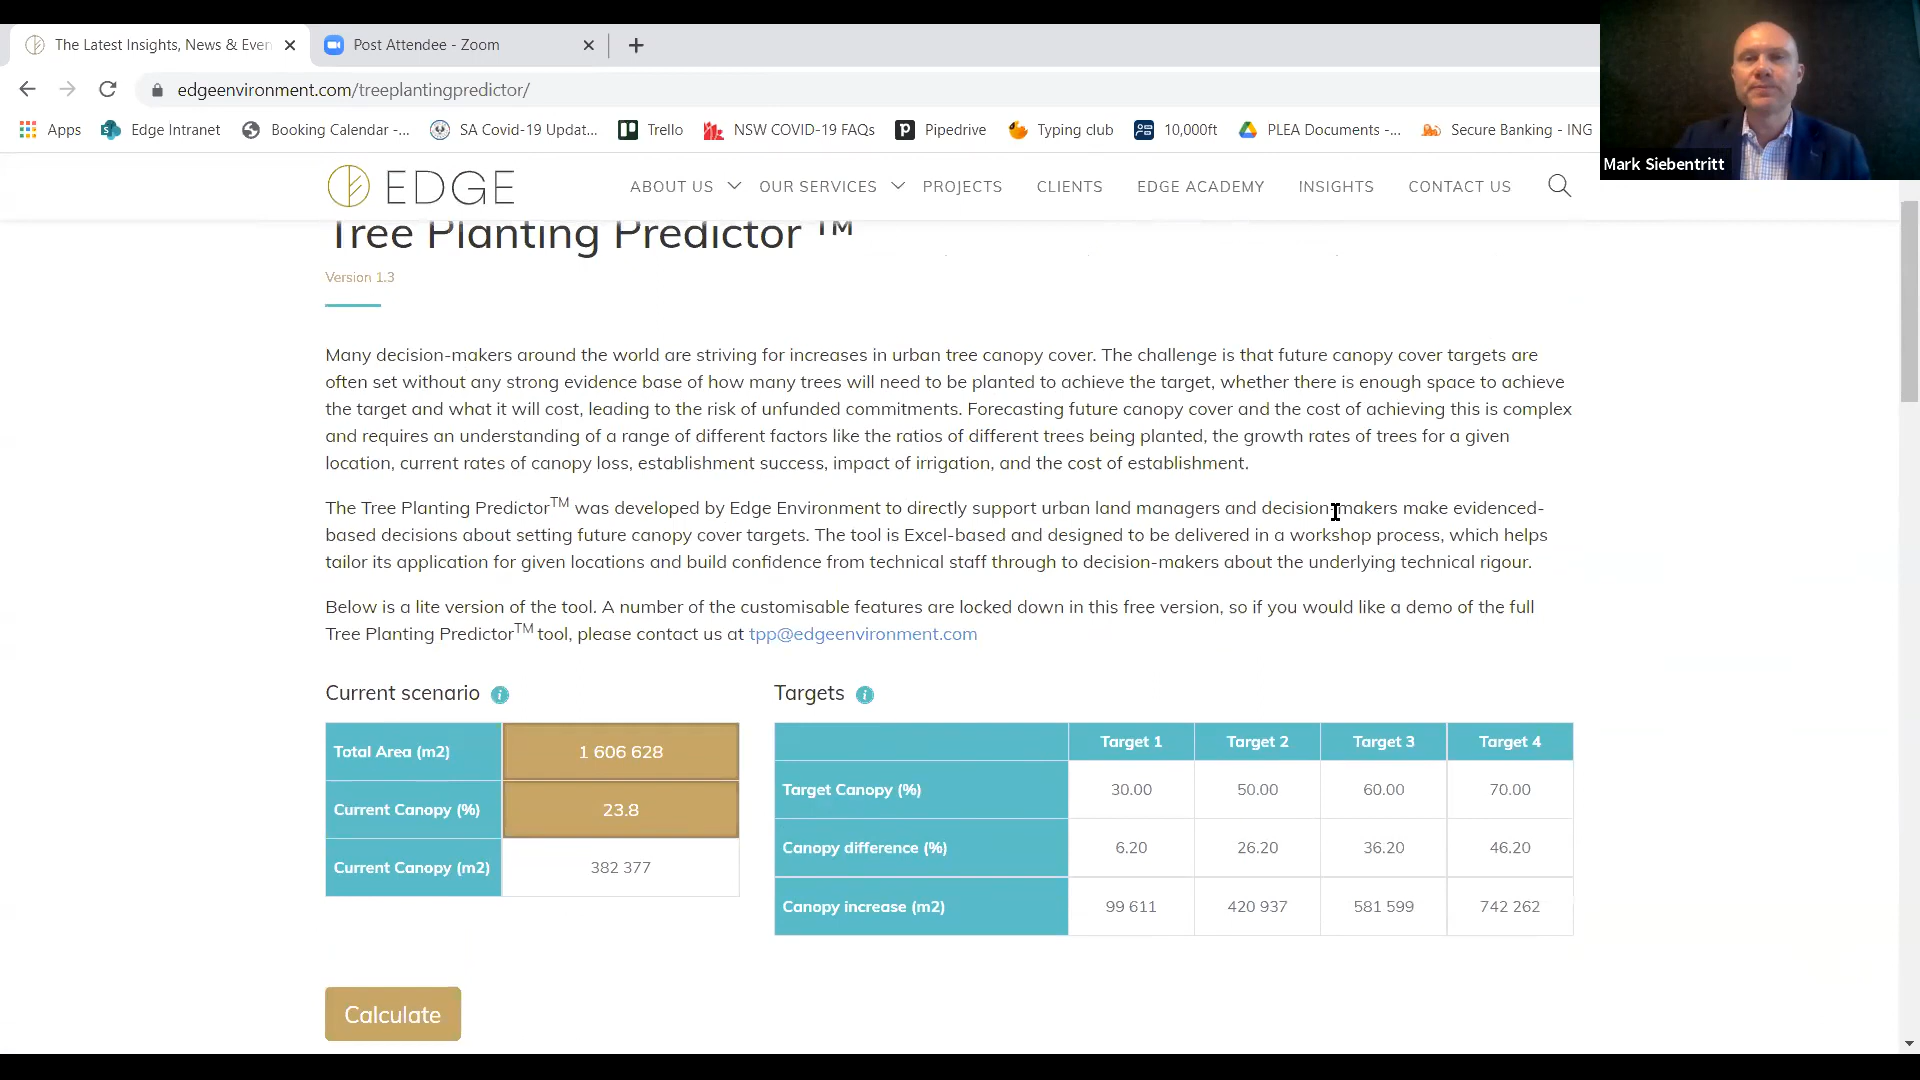 The Latest Insights, News & Even
Post Attendee - Zoom
edgeenvironment.com/treeplantingpredictor/
Apps
Edge Intranet
Booking Calendar -...
SA Covid-19 Updat...
Trello
NSW COVID-19 FAQs
Pipedrive
Typing club
10,000ft
PLEA Documents -...
Secure Banking - ING
Mark Siebentritt
EDGE
ABOUT US
OUR SERVICES
PROJECTS
CLIENTS
EDGE ACADEMY
INSIGHTS
CONTACT US
Tree Planting Predictor ™
Version 1.3
Many decision-makers around the world are striving for increases in urban tree canopy cover. The challenge is that future canopy cover targets are
often set without any strong evidence base of how many trees will need to be planted to achieve the target, whether there is enough space to achieve
the target and what it will cost, leading to the risk of unfunded commitments. Forecasting future canopy cover and the cost of achieving this is complex
and requires an understanding of a range of different factors like the ratios of different trees being planted, the growth rates of trees for a given
location, current rates of canopy loss, establishment success, impact of irrigation, and the cost of establishment.
The Tree Planting Predictor™ was developed by Edge Environment to directly support urban land managers and decision-makers make evidenced-
based decisions about setting future canopy cover targets. The tool is Excel-based and designed to be delivered in a workshop process, which helps
tailor its application for given locations and build confidence from technical staff through to decision-makers about the underlying technical rigour.
Below is a lite version of the tool. A number of the customisable features are locked down in this free version, so if you would like a demo of the full
Tree Planting Predictor™ tool, please contact us at tpp@edgeenvironment.com
Current scenario i
Total Area (m2) 1 606 628
Current Canopy (%) 23.8
Current Canopy (m2) 382 377
Targets i
Target 1 Target 2 Target 3 Target 4
Target Canopy (%) 30.00 50.00 60.00 70.00
Canopy difference (%) 6.20 26.20 36.20 46.20
Canopy increase (m2) 99 611 420 937 581 599 742 262
Calculate